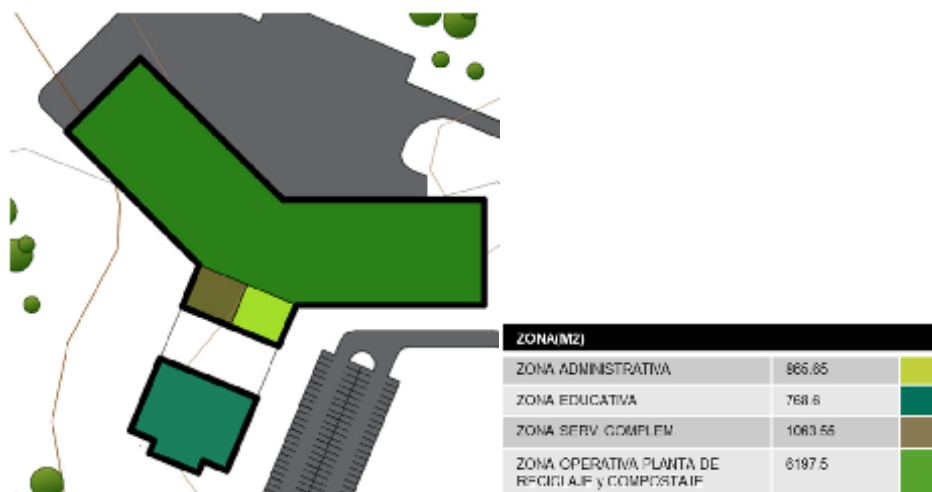 ZONA(M2)
ZONA ADMINISTRATIVA 865.65
ZONA EDUCATIVA 768.6
ZONA SERV. COMPLEM. 1063.55
ZONA OPERATIVA PLANTA DE 6197.5
RECICLAJE y COMPOSTAJE